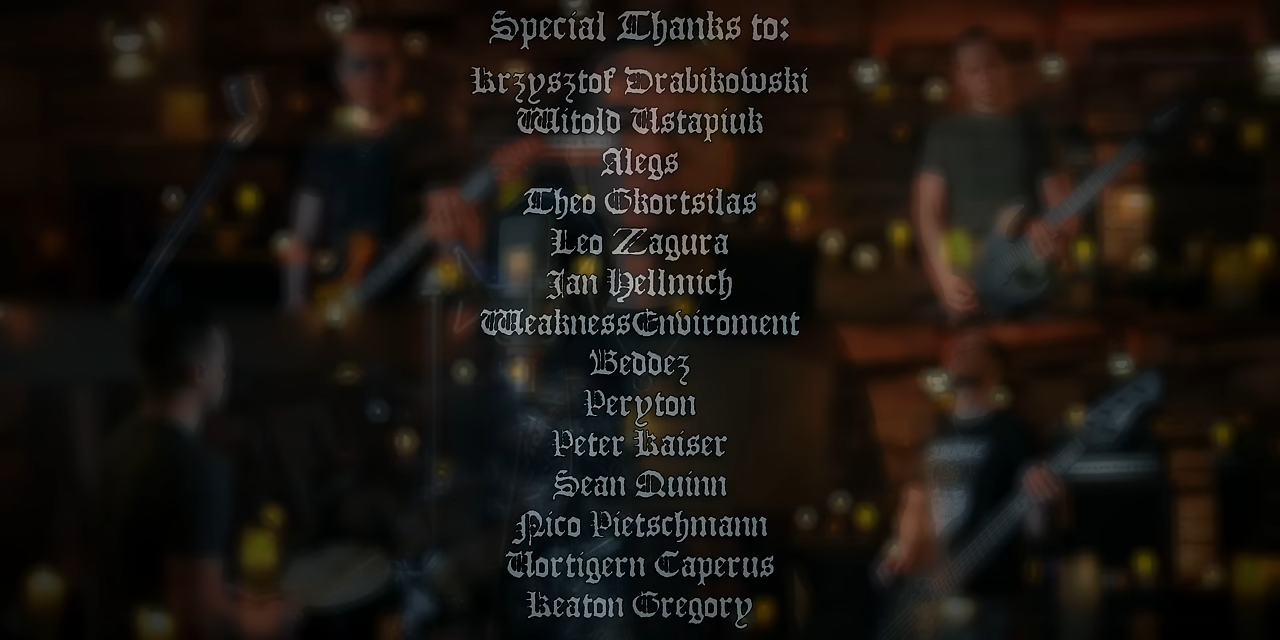 Special Thanks to:
Krzysztof Drabikowski
Witold Ustapiuk
Alegs
Theo Gkortsilas
Leo Zagura
Jan Hellmich
WeaknessEnviroment
Beddez
Peryton
Peter Kaiser
Sean Quinn
Nico Pietschmann
Vortigern Caperus
Keaton Gregory